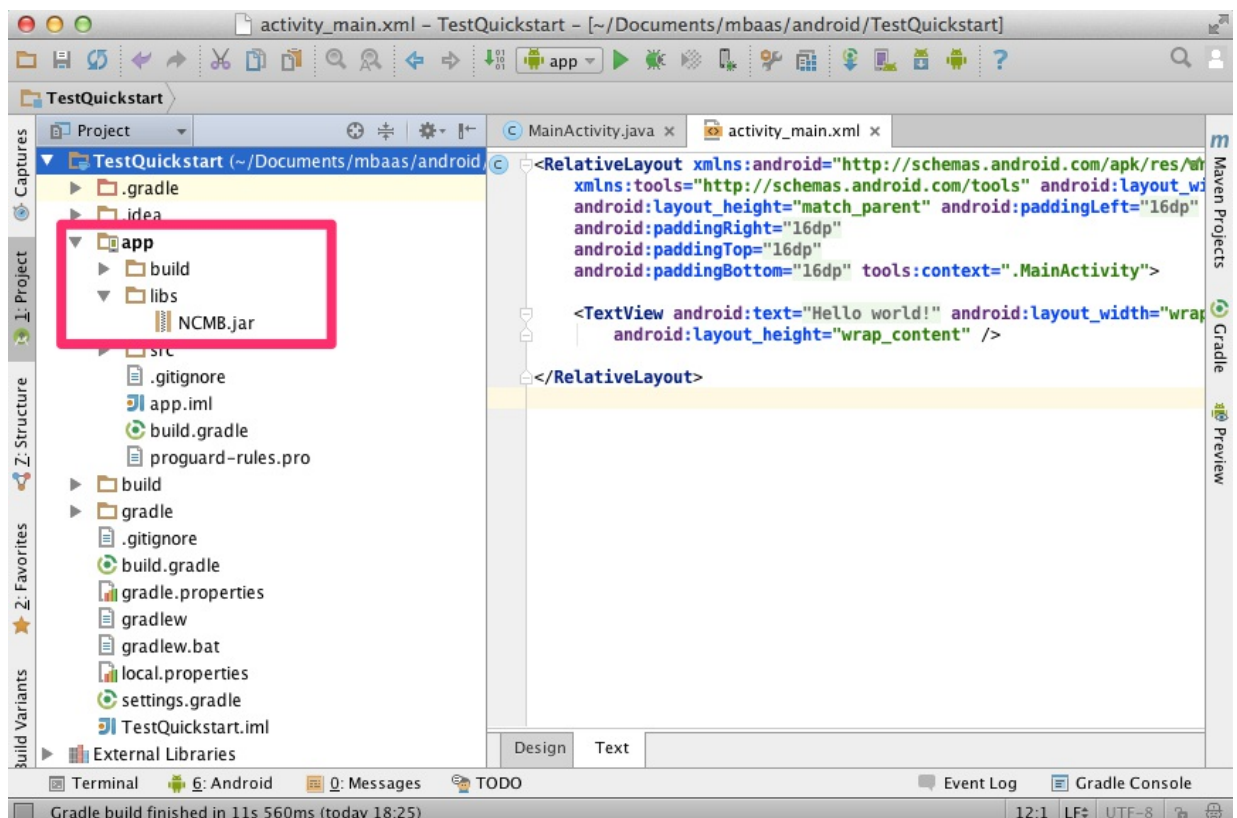 activity_main.xml – TestQuickstart – [~/Documents/mbaas/android/TestQuickstart]
app
TestQuickstart
Project
MainActivity.java
activity_main.xml
TestQuickstart (~/Documents/mbaas/android/
.gradle
.idea
app
build
libs
NCMB.jar
src
.gitignore
app.iml
build.gradle
proguard-rules.pro
build
gradle
.gitignore
build.gradle
gradle.properties
gradlew
gradlew.bat
local.properties
settings.gradle
TestQuickstart.iml
External Libraries
Captures
1: Project
7: Structure
2: Favorites
Build Variants
<RelativeLayout xmlns:android="http://schemas.android.com/apk/res/an
xmlns:tools="http://schemas.android.com/tools" android:layout_wi
android:layout_height="match_parent" android:paddingLeft="16dp"
android:paddingRight="16dp"
android:paddingTop="16dp"
android:paddingBottom="16dp" tools:context=".MainActivity">
<TextView android:text="Hello world!" android:layout_width="wrap
android:layout_height="wrap_content" />
</RelativeLayout>
Design Text
m
Maven Projects
Gradle
Preview
Terminal 6: Android 0: Messages TODO Event Log Gradle Console
Gradle build finished in 11s 560ms (today 18:25) 12:1 LF UTF-8